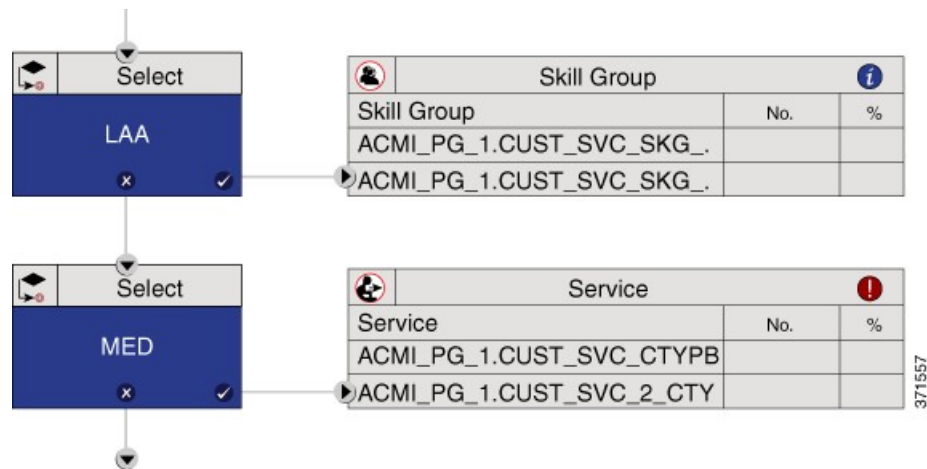 Select
LAA
Skill Group
Skill Group No. %
ACMI_PG_1.CUST_SVC_SKG_.
ACMI_PG_1.CUST_SVC_SKG_.
Select
MED
Service
Service No. %
ACMI_PG_1.CUST_SVC_CTYPB
ACMI_PG_1.CUST_SVC_2_CTY
371557